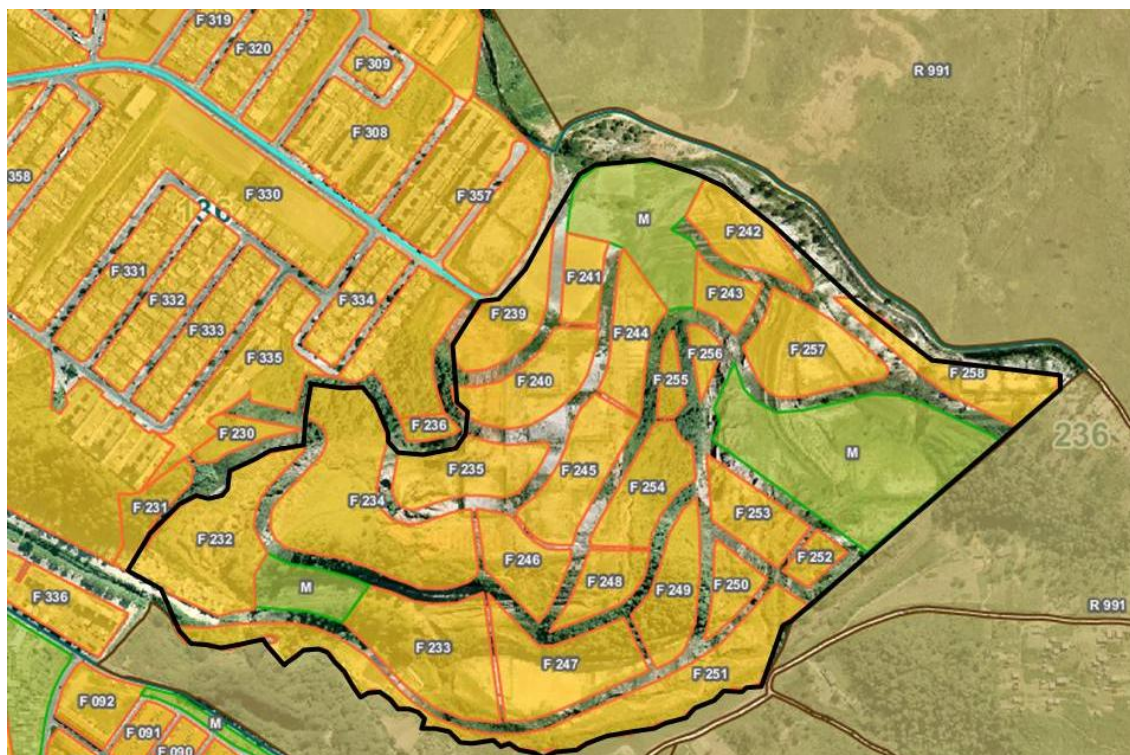 F 319
F 320
F 309
R 991
F 308
358
F 330
F 357
M
F 242
F 331
F 241
F 332
F 243
F 334
F 239
F 333
F 244
F 256
F 257
F 335
F 240
F 255
F 258
F 236
F 230
236
M
F 235
F 245
F 254
F 234
F 231
F 253
F 232
F 252
F 246
F 248
F 250
M
F 249
F 336
R 991
F 233
F 247
F 251
F 092
M
F 091
F 090